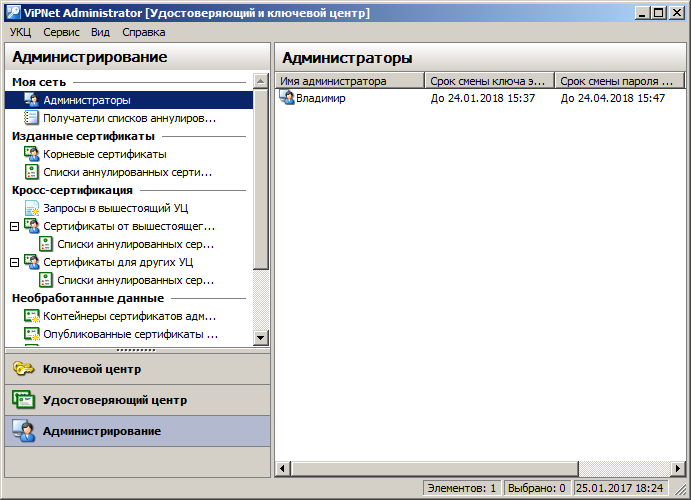 ViPNet Administrator [Удостоверяющий и ключевой центр]
УКЦ Сервис Вид Справка
Администрирование
Моя сеть
Администраторы
Получатели списков аннулиров...
Изданные сертификаты
Корневые сертификаты
Списки аннулированных серти...
Кросс-сертификация
Запросы в вышестоящий УЦ
Сертификаты от вышестоящег...
Списки аннулированных сер...
Сертификаты для других УЦ
Списки аннулированных сер...
Необработанные данные
Контейнеры сертификатов адм...
Опубликованные сертификаты ...
Ключевой центр
Удостоверяющий центр
Администрирование
Администраторы
Имя администратора Срок смены ключа э... Срок смены пароля ...
Владимир До 24.01.2018 15:37 До 24.04.2018 15:47
Элементов: 1 Выбрано: 0 25.01.2017 18:24